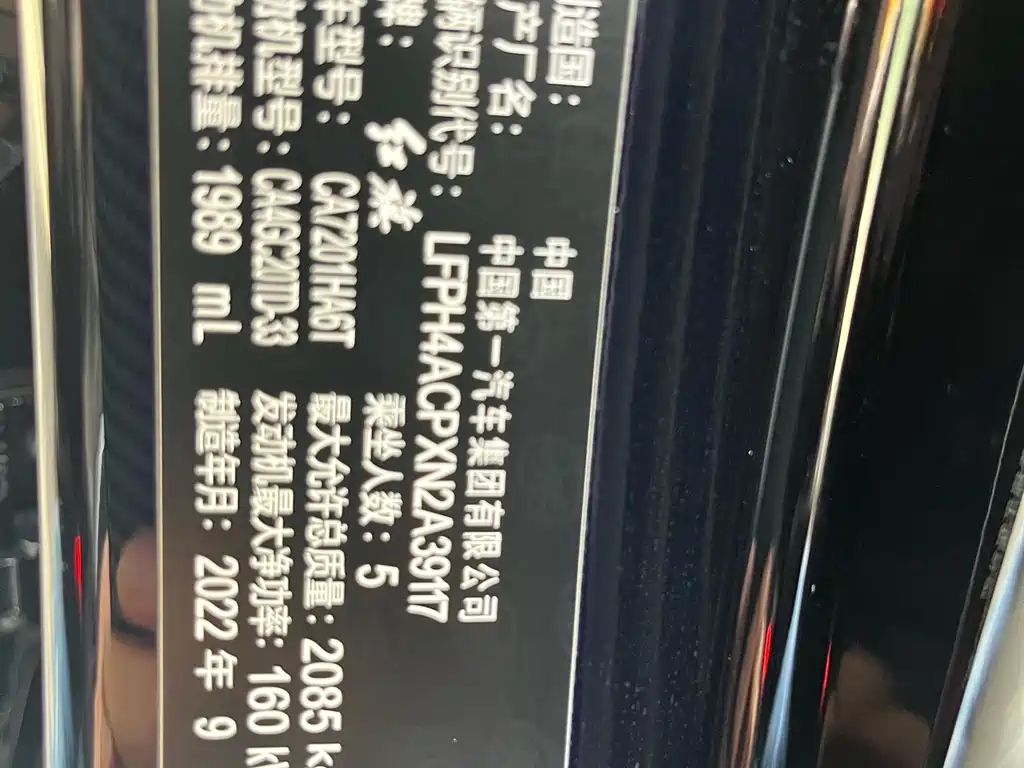 造国：中国
产厂名：中国第一汽车集团有限公司
辆识别代号：LFPH4ACPXN2A39117
牌：红旗 乘坐人数：5
车型号：CA7201HA6T 最大允许总质量：2085 k
动机型号：CA4GC20TD-33 发动机最大净功率：160 k
动机排量：1989 mL 制造年月：2022 年 9